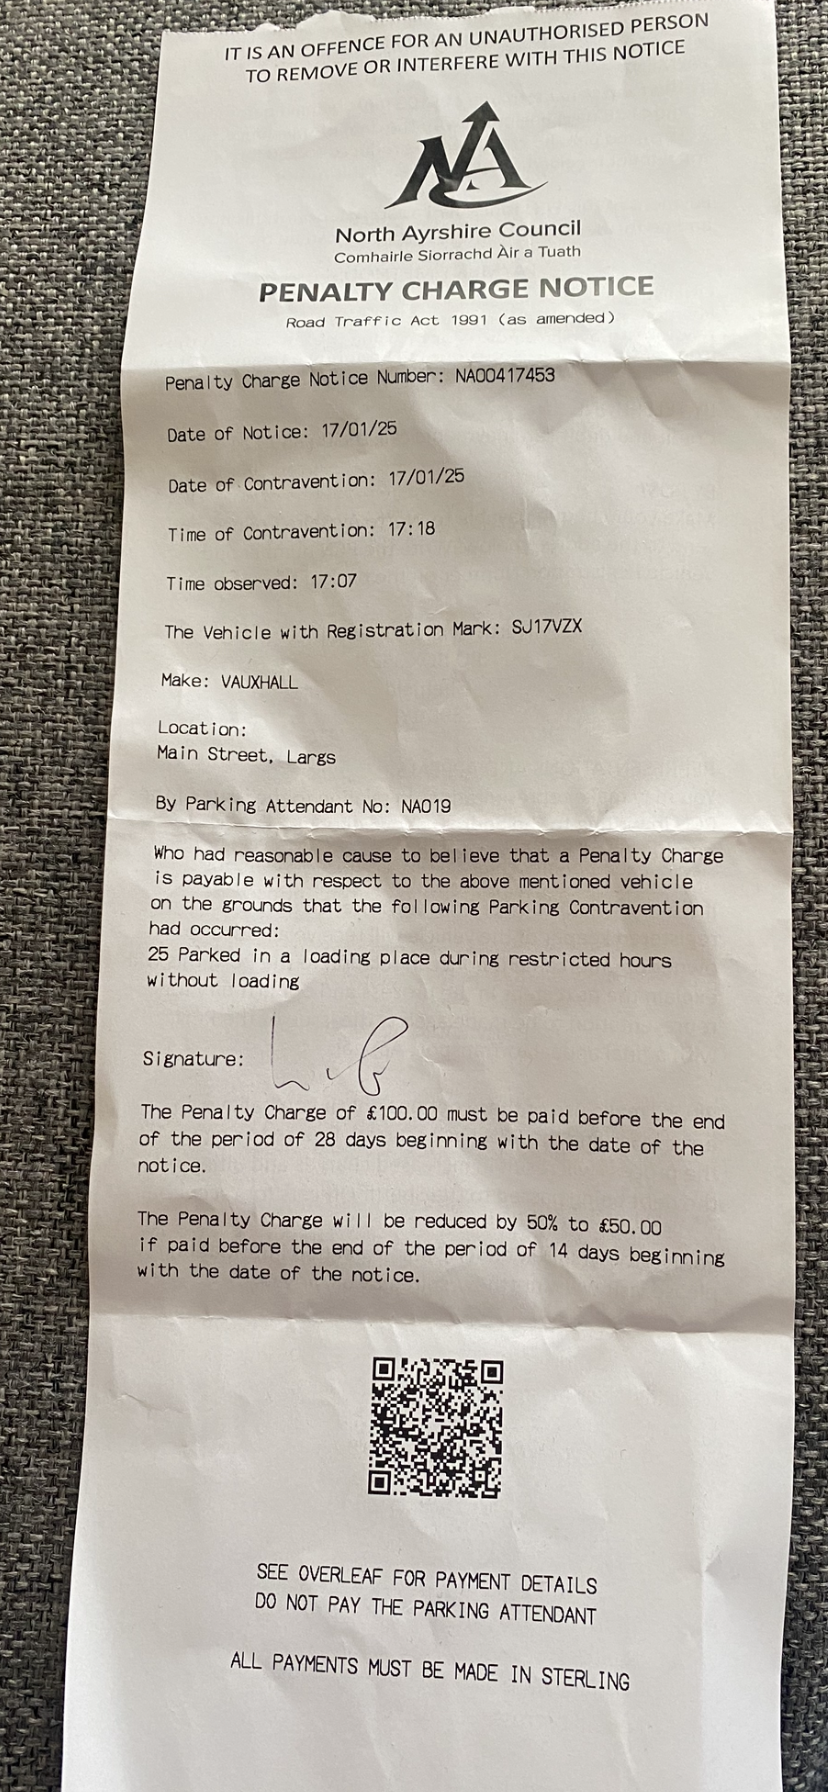 IT IS AN OFFENCE FOR AN UNAUTHORISED PERSON
TO REMOVE OR INTERFERE WITH THIS NOTICE
NA
North Ayrshire Council
Comhairle Siorrachd Àir a Tuath
PENALTY CHARGE NOTICE
Road Traffic Act 1991 (as amended)
Penalty Charge Notice Number: NA00417453
Date of Notice: 17/01/25
Date of Contravention: 17/01/25
Time of Contravention: 17:18
Time observed: 17:07
The Vehicle with Registration Mark: SJ17VZX
Make: VAUXHALL
Location:
Main Street, Largs
By Parking Attendant No: NA019
Who had reasonable cause to believe that a Penalty Charge
is payable with respect to the above mentioned vehicle
on the grounds that the following Parking Contravention
had occurred:
25 Parked in a loading place during restricted hours
without loading
Signature:
The Penalty Charge of £100.00 must be paid before the end
of the period of 28 days beginning with the date of the
notice.
The Penalty Charge will be reduced by 50% to £50.00
if paid before the end of the period of 14 days beginning
with the date of the notice.
SEE OVERLEAF FOR PAYMENT DETAILS
DO NOT PAY THE PARKING ATTENDANT
ALL PAYMENTS MUST BE MADE IN STERLING